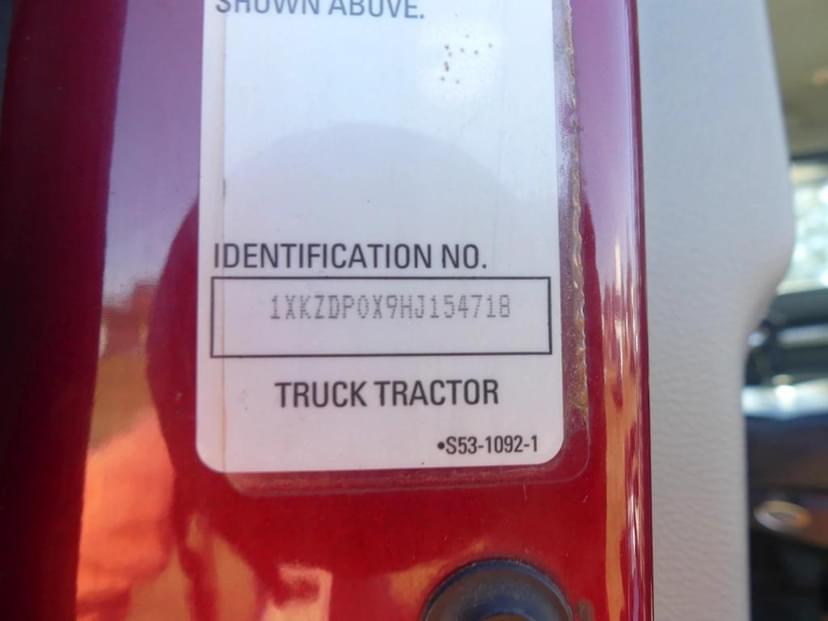 SHOWN ABOVE.
IDENTIFICATION NO.
1XKZDP0X9HJ154718
TRUCK TRACTOR
•S53-1092-1